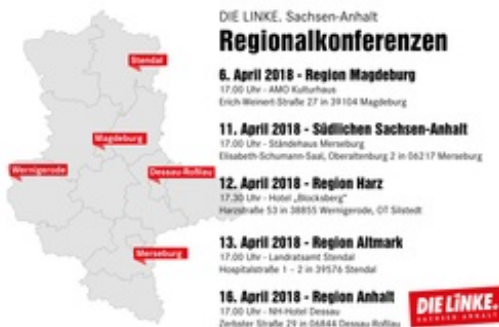 DIE LINKE. Sachsen-Anhalt
Regionalkonferenzen
6. April 2018 - Region Magdeburg
17.00 Uhr - AMO Kulturhaus
Erich-Weinert-Straße 27 in 39104 Magdeburg
11. April 2018 - Südlichen Sachsen-Anhalt
17.00 Uhr - Ständehaus Merseburg
Elisabeth-Schumann-Saal, Oberaltenburg 2 in 06217 Merseburg
12. April 2018 - Region Harz
17.30 Uhr - Hotel „Blocksberg"
Harzstraße 53 in 38855 Wernigerode, OT Silstedt
13. April 2018 - Region Altmark
17.00 Uhr - Landratsamt Stendal
Hospitalstraße 1 - 2 in 39576 Stendal
16. April 2018 - Region Anhalt
17.00 Uhr - NH-Hotel Dessau
Zerbster Straße 29 in 06844 Dessau-Roßlau
Stendal
Magdeburg
Wernigerode
Dessau-Roßlau
Merseburg
DIE LINKE.
SACHSEN-ANHALT